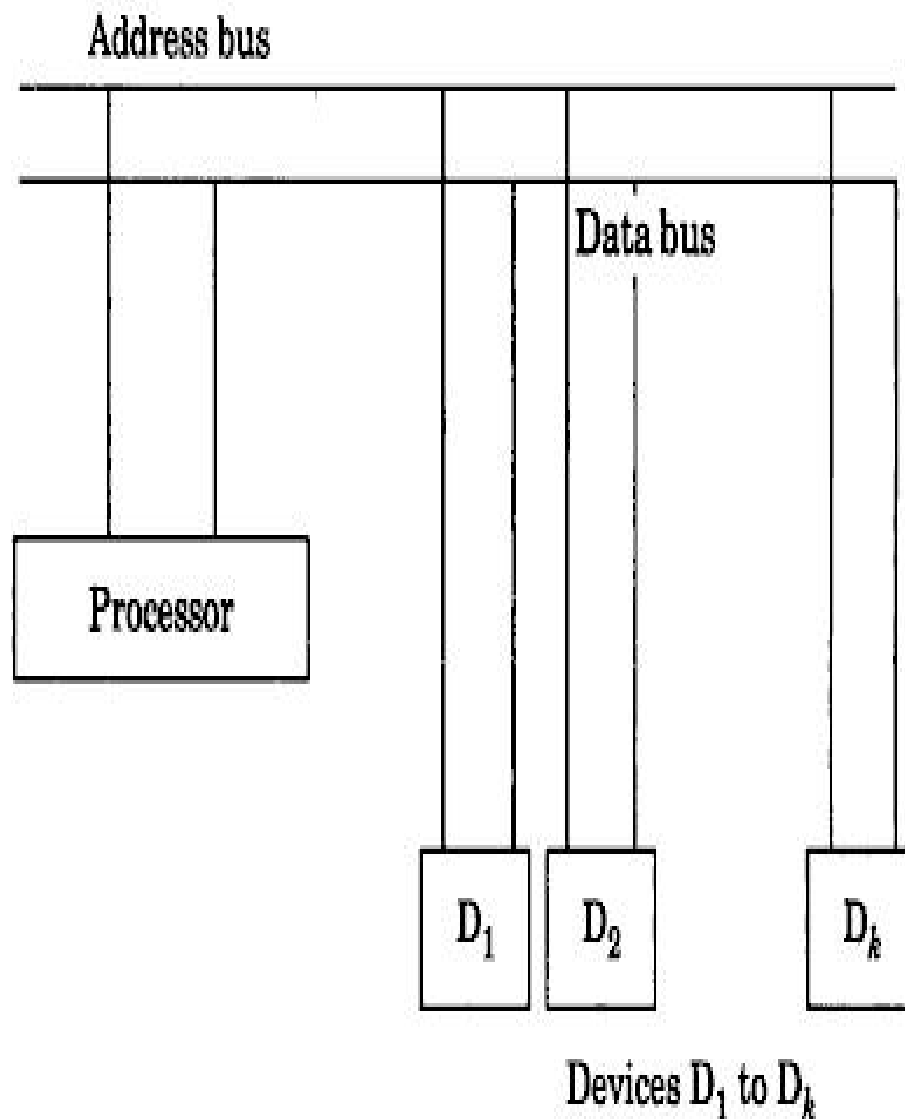 Address bus
Data bus
Processor
D₁
D₂
Dₖ
Devices D₁ to Dₖ